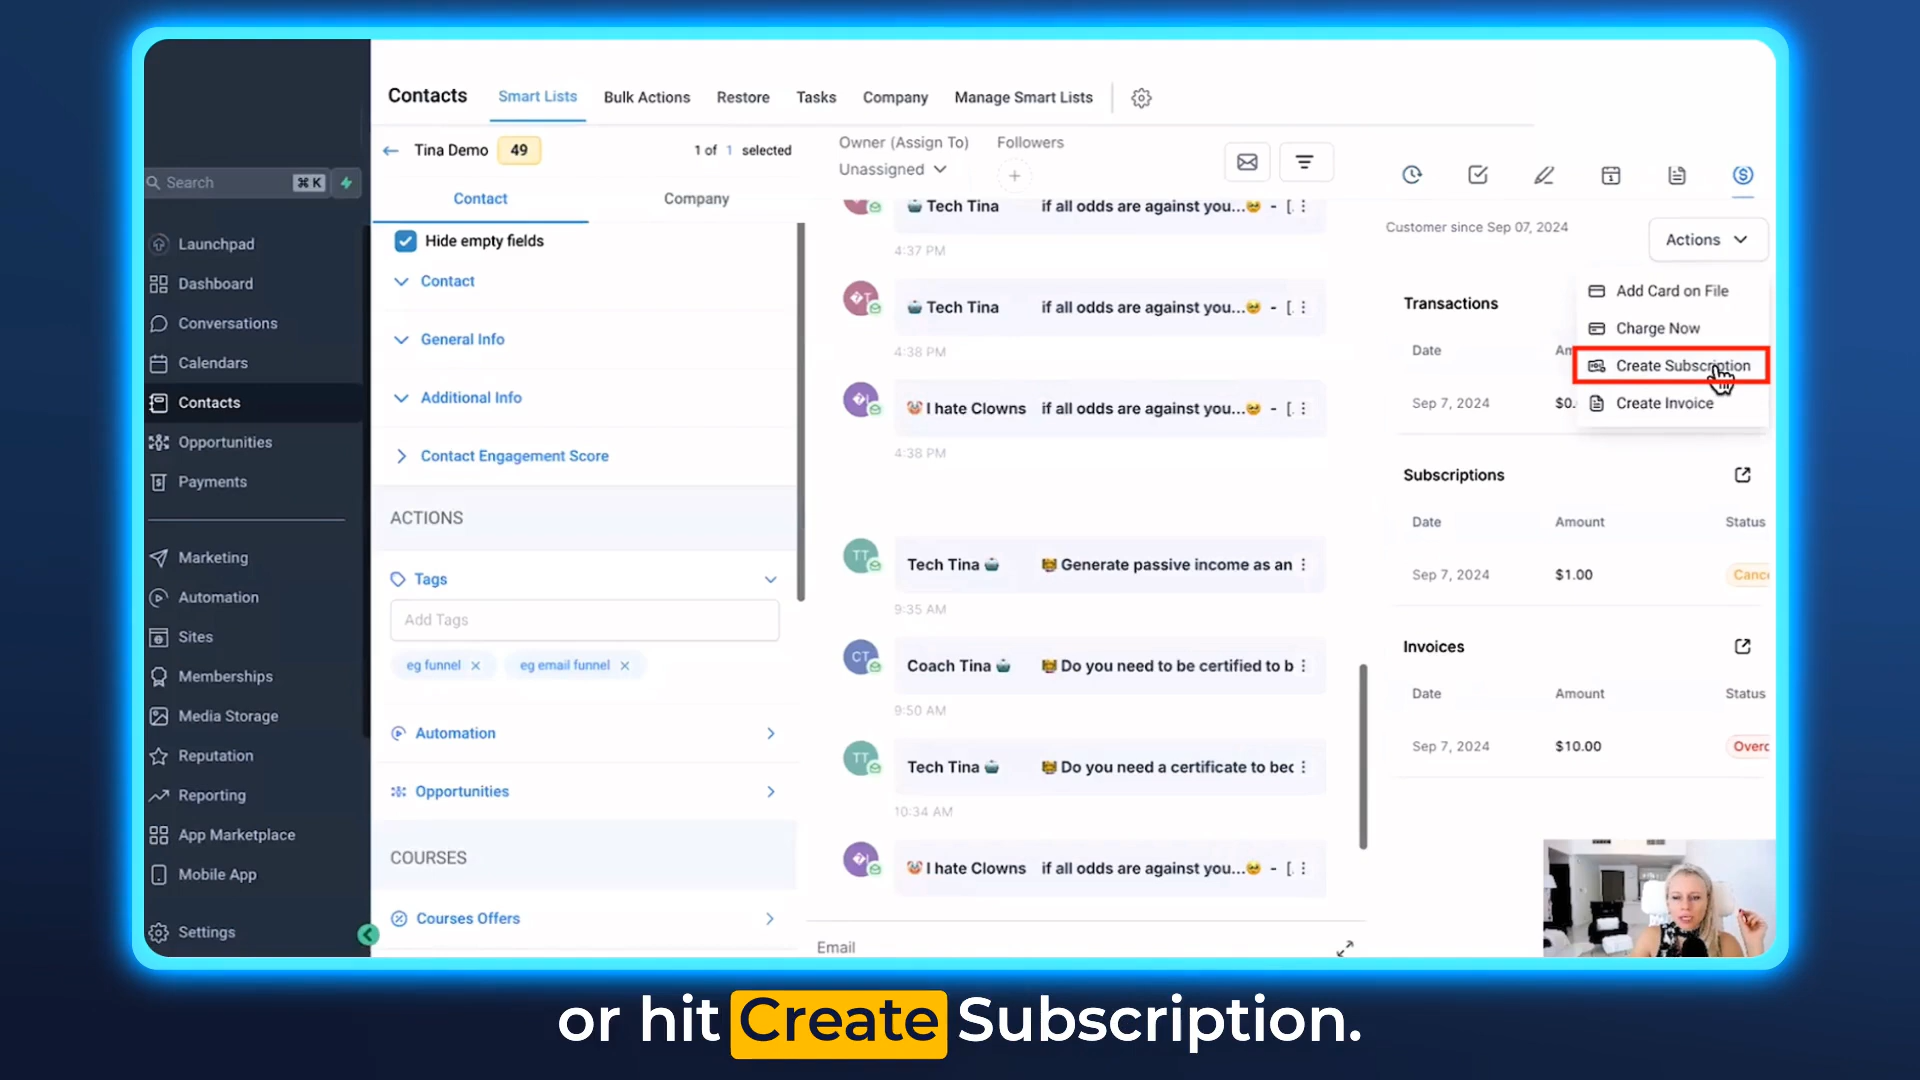 Search
⌘ K
Launchpad
Dashboard
Conversations
Calendars
Contacts
Opportunities
Payments
Marketing
Automation
Sites
Memberships
Media Storage
Reputation
Reporting
App Marketplace
Mobile App
Settings
Contacts
Smart Lists
Bulk Actions
Restore
Tasks
Company
Manage Smart Lists
Tina Demo
49
1 of 1 selected
Contact
Company
Hide empty fields
Contact
General Info
Additional Info
Contact Engagement Score
ACTIONS
Tags
Add Tags
eg funnel
eg email funnel
Automation
Opportunities
COURSES
Courses Offers
Owner (Assign To)
Unassigned
Followers
Tech Tina if all odds are against you...🥹 - [.
4:37 PM
Tech Tina if all odds are against you...🥹 - [.
4:38 PM
🤡 I hate Clowns if all odds are against you...🥹 - [.
4:38 PM
TT
Tech Tina Generate passive income as an
9:35 AM
CT
Coach Tina Do you need to be certified to b
9:50 AM
TT
Tech Tina Do you need a certificate to bec
10:34 AM
🤡 I hate Clowns if all odds are against you...🥹 - [.
Email
Customer since Sep 07, 2024
Actions
Add Card on File
Charge Now
Create Subscription
Create Invoice
Transactions
Date Am
Sep 7, 2024 $0.
Subscriptions
Date Amount Status
Sep 7, 2024 $1.00 Canc
Invoices
Date Amount Status
Sep 7, 2024 $10.00 Overd
or hit Create Subscription.